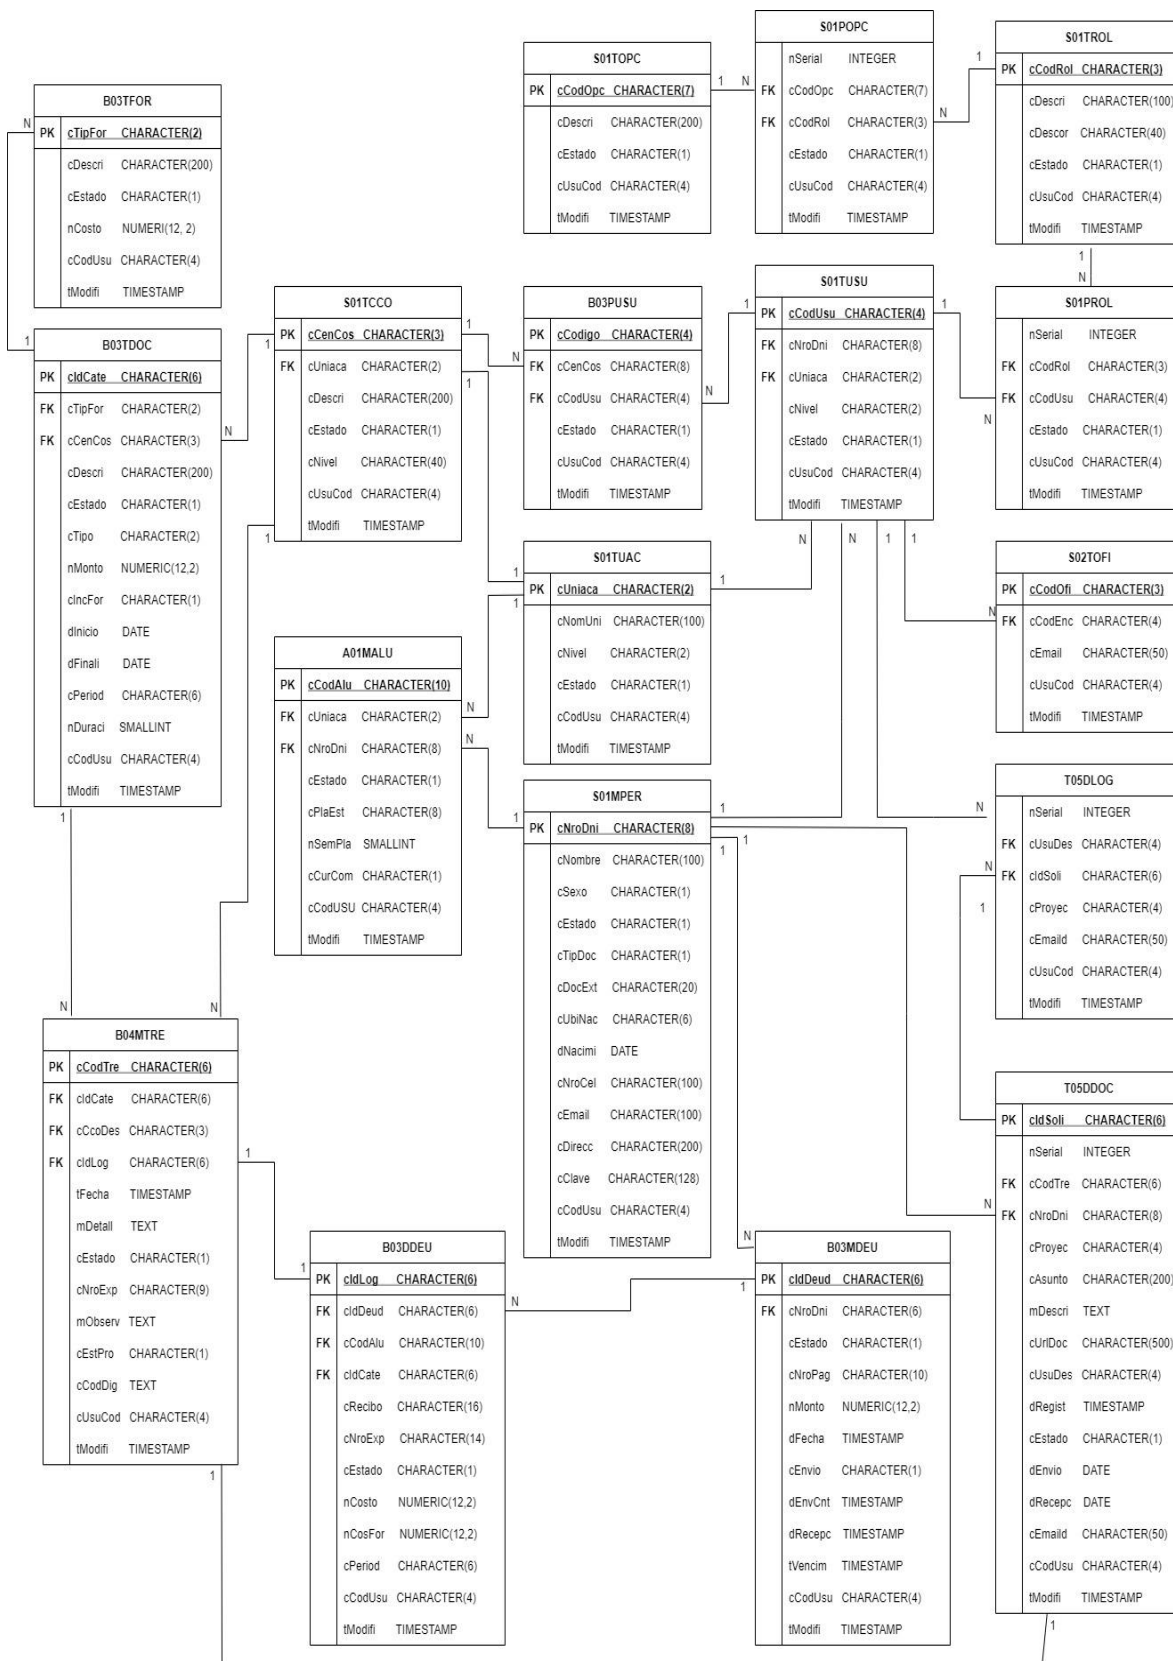 S01POPC
nSerial INTEGER
FK cCodOpc CHARACTER(7)
FK cCodRol CHARACTER(3)
cEstado CHARACTER(1)
cUsuCod CHARACTER(4)
tModifi TIMESTAMP
S01TROL
PK cCodRol CHARACTER(3)
cDescri CHARACTER(100)
cDescor CHARACTER(40)
cEstado CHARACTER(1)
cUsuCod CHARACTER(4)
tModifi TIMESTAMP
S01TOPC
PK cCodOpc CHARACTER(7)
cDescri CHARACTER(200)
cEstado CHARACTER(1)
cUsuCod CHARACTER(4)
tModifi TIMESTAMP
1 N
1
N
B03TFOR
N
PK cTipFor CHARACTER(2)
cDescri CHARACTER(200)
cEstado CHARACTER(1)
nCosto NUMERI(12, 2)
cCodUsu CHARACTER(4)
tModifi TIMESTAMP
1
B03TDOC
PK cIdCate CHARACTER(6)
FK cTipFor CHARACTER(2)
FK cCenCos CHARACTER(3)
cDescri CHARACTER(200)
cEstado CHARACTER(1)
cTipo CHARACTER(2)
nMonto NUMERIC(12,2)
cIncFor CHARACTER(1)
dInicio DATE
dFinali DATE
cPeriod CHARACTER(6)
nDuraci SMALLINT
cCodUsu CHARACTER(4)
tModifi TIMESTAMP
1
N
N
S01TCCO
PK cCenCos CHARACTER(3)
FK cUniaca CHARACTER(2)
cDescri CHARACTER(200)
cEstado CHARACTER(1)
cNivel CHARACTER(40)
cUsuCod CHARACTER(4)
tModifi TIMESTAMP
1
1
1
1
N
B03PUSU
PK cCodigo CHARACTER(4)
FK cCenCos CHARACTER(8)
FK cCodUsu CHARACTER(4)
cEstado CHARACTER(1)
cUsuCod CHARACTER(4)
tModifi TIMESTAMP
N
N
1
S01TUSU
PK cCodUsu CHARACTER(4)
FK cNroDni CHARACTER(8)
FK cUniaca CHARACTER(2)
cNivel CHARACTER(2)
cEstado CHARACTER(1)
cUsuCod CHARACTER(4)
tModifi TIMESTAMP
1
N N 1 1
1
N
S01PROL
nSerial INTEGER
FK cCodRol CHARACTER(3)
FK cCodUsu CHARACTER(4)
cEstado CHARACTER(1)
cUsuCod CHARACTER(4)
tModifi TIMESTAMP
N
S01TUAC
PK cUniaca CHARACTER(2)
cNomUni CHARACTER(100)
cNivel CHARACTER(2)
cEstado CHARACTER(1)
cCodUsu CHARACTER(4)
tModifi TIMESTAMP
1
1
1
S02TOFI
PK cCodOfi CHARACTER(3)
FK cCodEnc CHARACTER(4)
cEmail CHARACTER(50)
cUsuCod CHARACTER(4)
tModifi TIMESTAMP
N
A01MALU
PK cCodAlu CHARACTER(10)
FK cUniaca CHARACTER(2)
FK cNroDni CHARACTER(8)
cEstado CHARACTER(1)
cPlaEst CHARACTER(8)
nSemPla SMALLINT
cCurCom CHARACTER(1)
cCodUSU CHARACTER(4)
tModifi TIMESTAMP
N
N
S01MPER
PK cNroDni CHARACTER(8)
cNombre CHARACTER(100)
cSexo CHARACTER(1)
cEstado CHARACTER(1)
cTipDoc CHARACTER(1)
cDocExt CHARACTER(20)
cUbiNac CHARACTER(6)
dNacimi DATE
cNroCel CHARACTER(100)
cEmail CHARACTER(100)
cDirecc CHARACTER(200)
cClave CHARACTER(128)
cCodUsu CHARACTER(4)
tModifi TIMESTAMP
1
1
1 1
T05DLOG
nSerial INTEGER
FK cUsuDes CHARACTER(4)
FK cIdSoli CHARACTER(6)
cProyec CHARACTER(4)
cEmaild CHARACTER(50)
cUsuCod CHARACTER(4)
tModifi TIMESTAMP
N
N
1
B04MTRE
PK cCodTre CHARACTER(6)
FK cIdCate CHARACTER(6)
FK cCcoDes CHARACTER(3)
FK cIdLog CHARACTER(6)
tFecha TIMESTAMP
mDetall TEXT
cEstado CHARACTER(1)
cNroExp CHARACTER(9)
mObserv TEXT
cEstPro CHARACTER(1)
cCodDig TEXT
cUsuCod CHARACTER(4)
tModifi TIMESTAMP
N
N
1
1
T05DDOC
PK cIdSoli CHARACTER(6)
nSerial INTEGER
FK cCodTre CHARACTER(6)
FK cNroDni CHARACTER(8)
cProyec CHARACTER(4)
cAsunto CHARACTER(200)
mDescri TEXT
cUrlDoc CHARACTER(500)
cUsuDes CHARACTER(4)
dRegist TIMESTAMP
cEstado CHARACTER(1)
dEnvio DATE
dRecepc DATE
cEmaild CHARACTER(50)
cCodUsu CHARACTER(4)
tModifi TIMESTAMP
N
1
B03DDEU
PK cIdLog CHARACTER(6)
FK cIdDeud CHARACTER(6)
FK cCodAlu CHARACTER(10)
FK cIdCate CHARACTER(6)
cRecibo CHARACTER(16)
cNroExp CHARACTER(14)
cEstado CHARACTER(1)
nCosto NUMERIC(12,2)
nCosFor NUMERIC(12,2)
cPeriod CHARACTER(6)
cCodUsu CHARACTER(4)
tModifi TIMESTAMP
1
N
B03MDEU
PK cIdDeud CHARACTER(6)
FK cNroDni CHARACTER(6)
cEstado CHARACTER(1)
cNroPag CHARACTER(10)
nMonto NUMERIC(12,2)
dFecha TIMESTAMP
cEnvio CHARACTER(1)
dEnvCnt TIMESTAMP
dRecepc TIMESTAMP
tVencim TIMESTAMP
cCodUsu CHARACTER(4)
tModifi TIMESTAMP
N
1